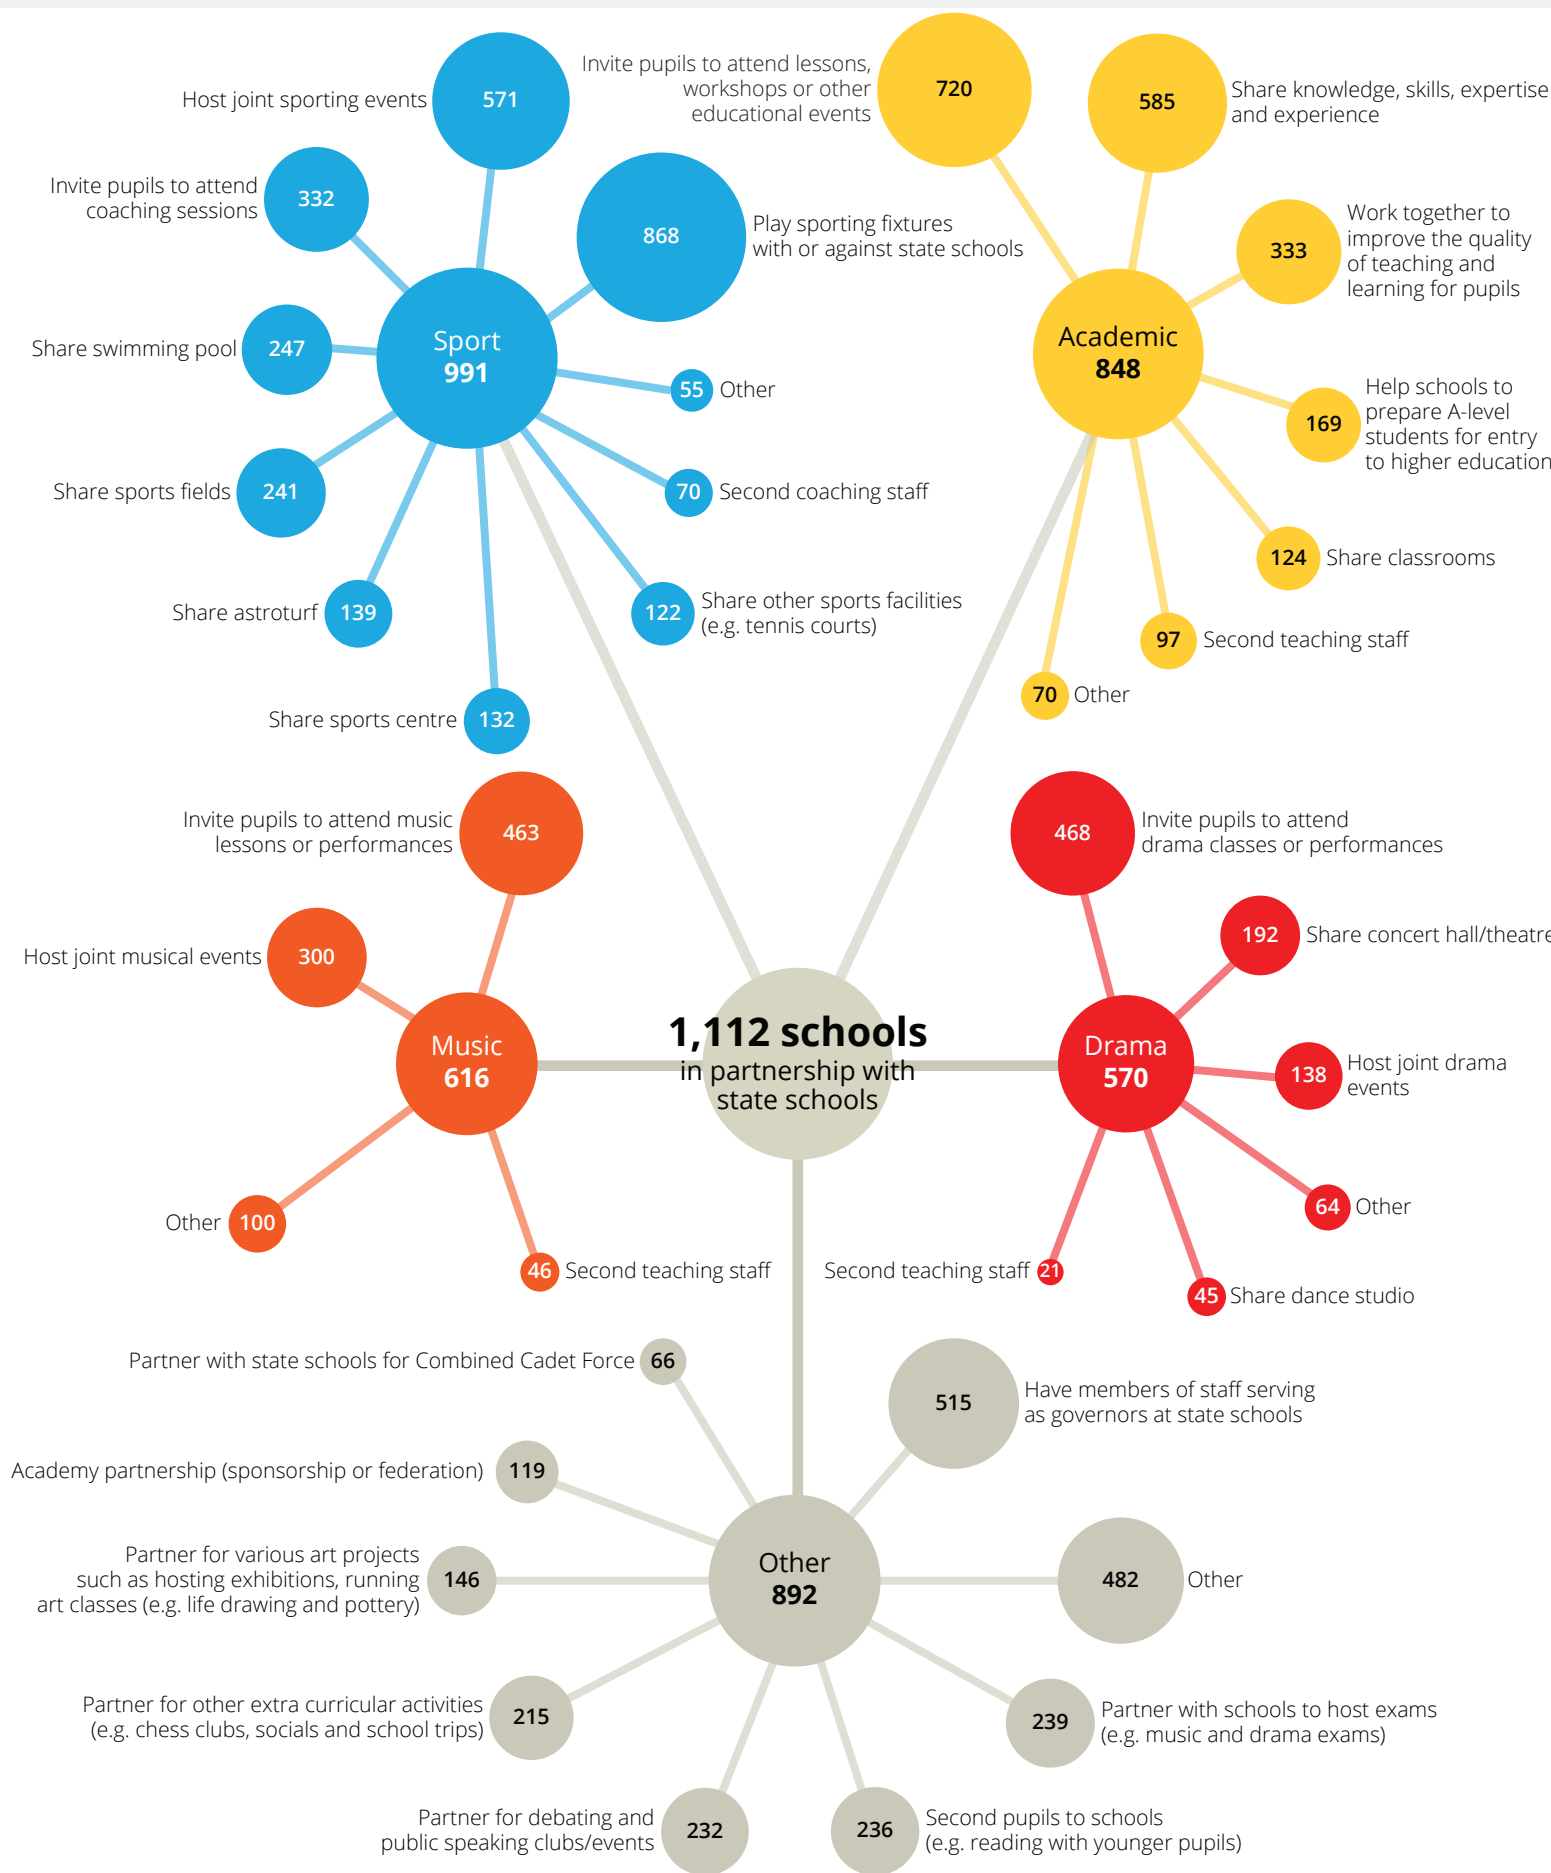 Host joint sporting events
571
Invite pupils to attend
coaching sessions
332
Play sporting fixtures
with or against state schools
868
Share swimming pool
247
Sport
991
55
Other
Share sports fields
241
70
Second coaching staff
Share astroturf
139
122
Share other sports facilities
(e.g. tennis courts)
Share sports centre
132
Invite pupils to attend lessons,
workshops or other
educational events
720
585
Share knowledge, skills, expertise
and experience
333
Work together to
improve the quality
of teaching and
learning for pupils
Academic
848
169
Help schools to
prepare A-level
students for entry
to higher education
124
Share classrooms
97
Second teaching staff
70
Other
Invite pupils to attend music
lessons or performances
463
Host joint musical events
300
Music
616
Other
100
46
Second teaching staff
1,112 schools
in partnership with
state schools
468
Invite pupils to attend
drama classes or performances
192
Share concert hall/theatre
Drama
570
138
Host joint drama
events
64
Other
Second teaching staff
21
45
Share dance studio
Partner with state schools for Combined Cadet Force
66
515
Have members of staff serving
as governors at state schools
Academy partnership (sponsorship or federation)
119
Partner for various art projects
such as hosting exhibitions, running
art classes (e.g. life drawing and pottery)
146
Other
892
482
Other
Partner for other extra curricular activities
(e.g. chess clubs, socials and school trips)
215
239
Partner with schools to host exams
(e.g. music and drama exams)
Partner for debating and
public speaking clubs/events
232
236
Second pupils to schools
(e.g. reading with younger pupils)